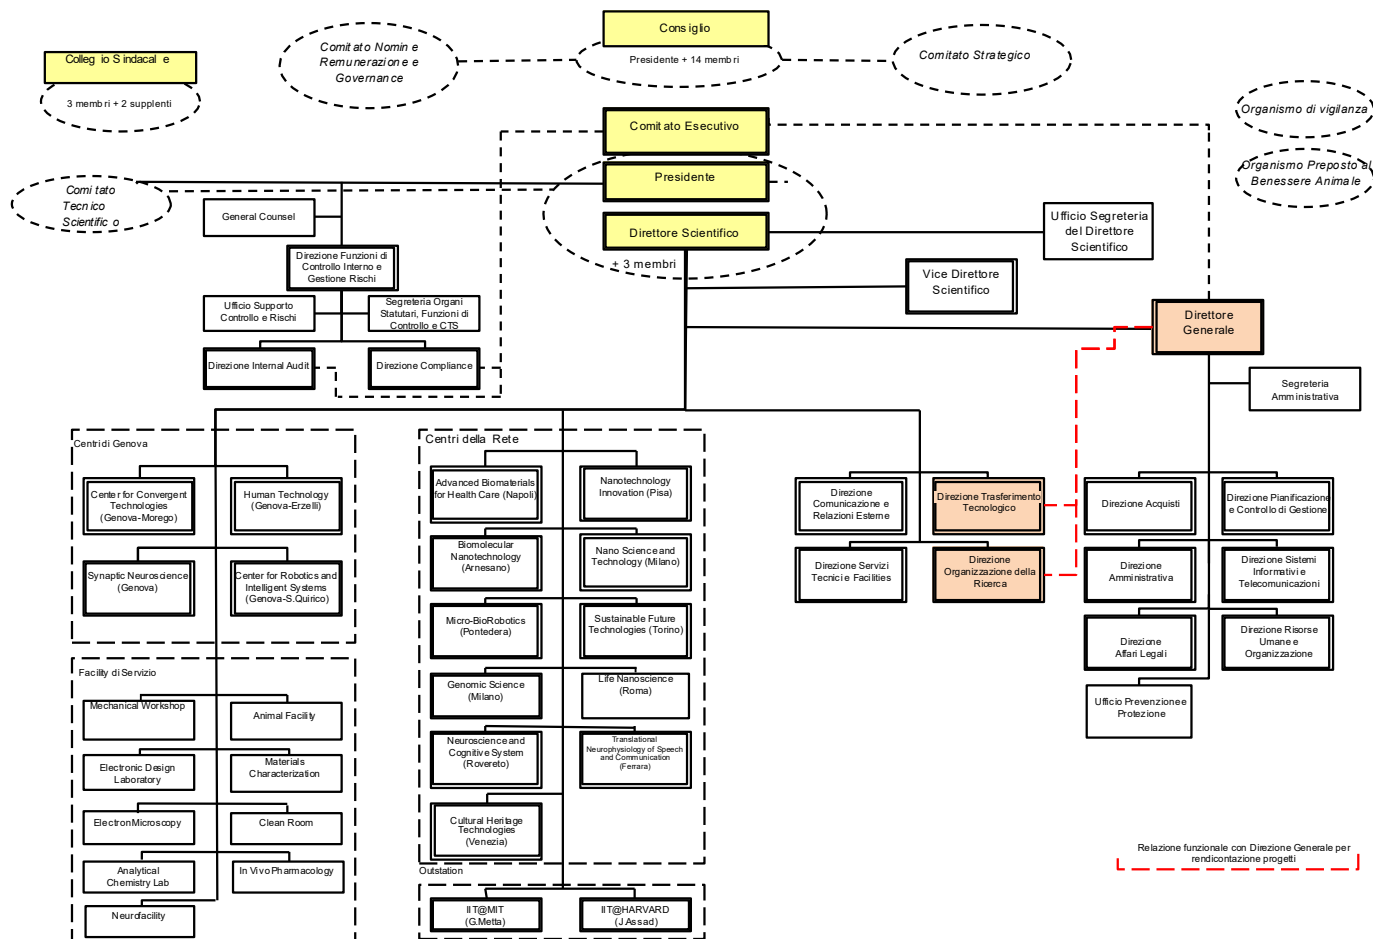 Consiglio
Presidente + 14 membri
Comitato Nomine
Remunerazione e
Governance
Comitato Strategico
Collegio Sindacale
3 membri + 2 supplenti
Organismo di vigilanza
Organismo Preposto al
Benessere Animale
Comitato Esecutivo
Presidente
Direttore Scientifico
+ 3 membri
Comitato
Tecnico
Scientifico
General Counsel
Direzione Funzioni di
Controllo Interno e
Gestione Rischi
Ufficio Supporto
Controllo e Rischi
Segreteria Organi
Statutari, Funzioni di
Controllo e CTS
Direzione Internal Audit
Direzione Compliance
Ufficio Segreteria
del Direttore
Scientifico
Vice Direttore
Scientifico
Direttore
Generale
Segreteria
Amministrativa
Centri di Genova
Center for Convergent
Technologies
(Genova-Morego)
Human Technology
(Genova-Erzelli)
Synaptic Neuroscience
(Genova)
Center for Robotics and
Intelligent Systems
(Genova-S.Quirico)
Facility di Servizio
Mechanical Workshop
Animal Facility
Electronic Design
Laboratory
Materials
Characterization
Electron Microscopy
Clean Room
Analytical
Chemistry Lab
In Vivo Pharmacology
Neurofacility
Centri della Rete
Advanced Biomaterials
for Health Care (Napoli)
Nanotechnology
Innovation (Pisa)
Biomolecular
Nanotechnology
(Arnesano)
Nano Science and
Technology (Milano)
Micro-BioRobotics
(Pontedera)
Sustainable Future
Technologies (Torino)
Genomic Science
(Milano)
Life Nanoscience
(Roma)
Neuroscience and
Cognitive System
(Rovereto)
Translational
Neurophysiology of Speech
and Communication
(Ferrara)
Cultural Heritage
Technologies
(Venezia)
Outstation
IIT@MIT
(G.Metta)
IIT@HARVARD
(J.Assad)
Direzione
Comunicazione e
Relazioni Esterne
Direzione Trasferimento
Tecnologico
Direzione Servizi
Tecnici e Facilities
Direzione
Organizzazione della
Ricerca
Direzione Acquisti
Direzione Pianificazione
e Controllo di Gestione
Direzione
Amministrativa
Direzione Sistemi
Informativi e
Telecomunicazioni
Direzione
Affari Legali
Direzione Risorse
Umane e
Organizzazione
Ufficio Prevenzione e
Protezione
Relazione funzionale con Direzione Generale per
rendicontazione progetti